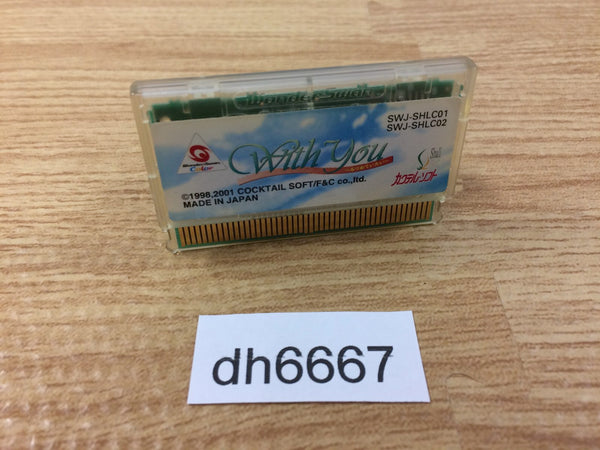 WonderSwan
SWJ-SHLC01
SWJ-SHLC02
With You
Color
カクテル・ソフト
©1998,2001 COCKTAIL SOFT/F&C co.,ltd.
MADE IN JAPAN
dh6667